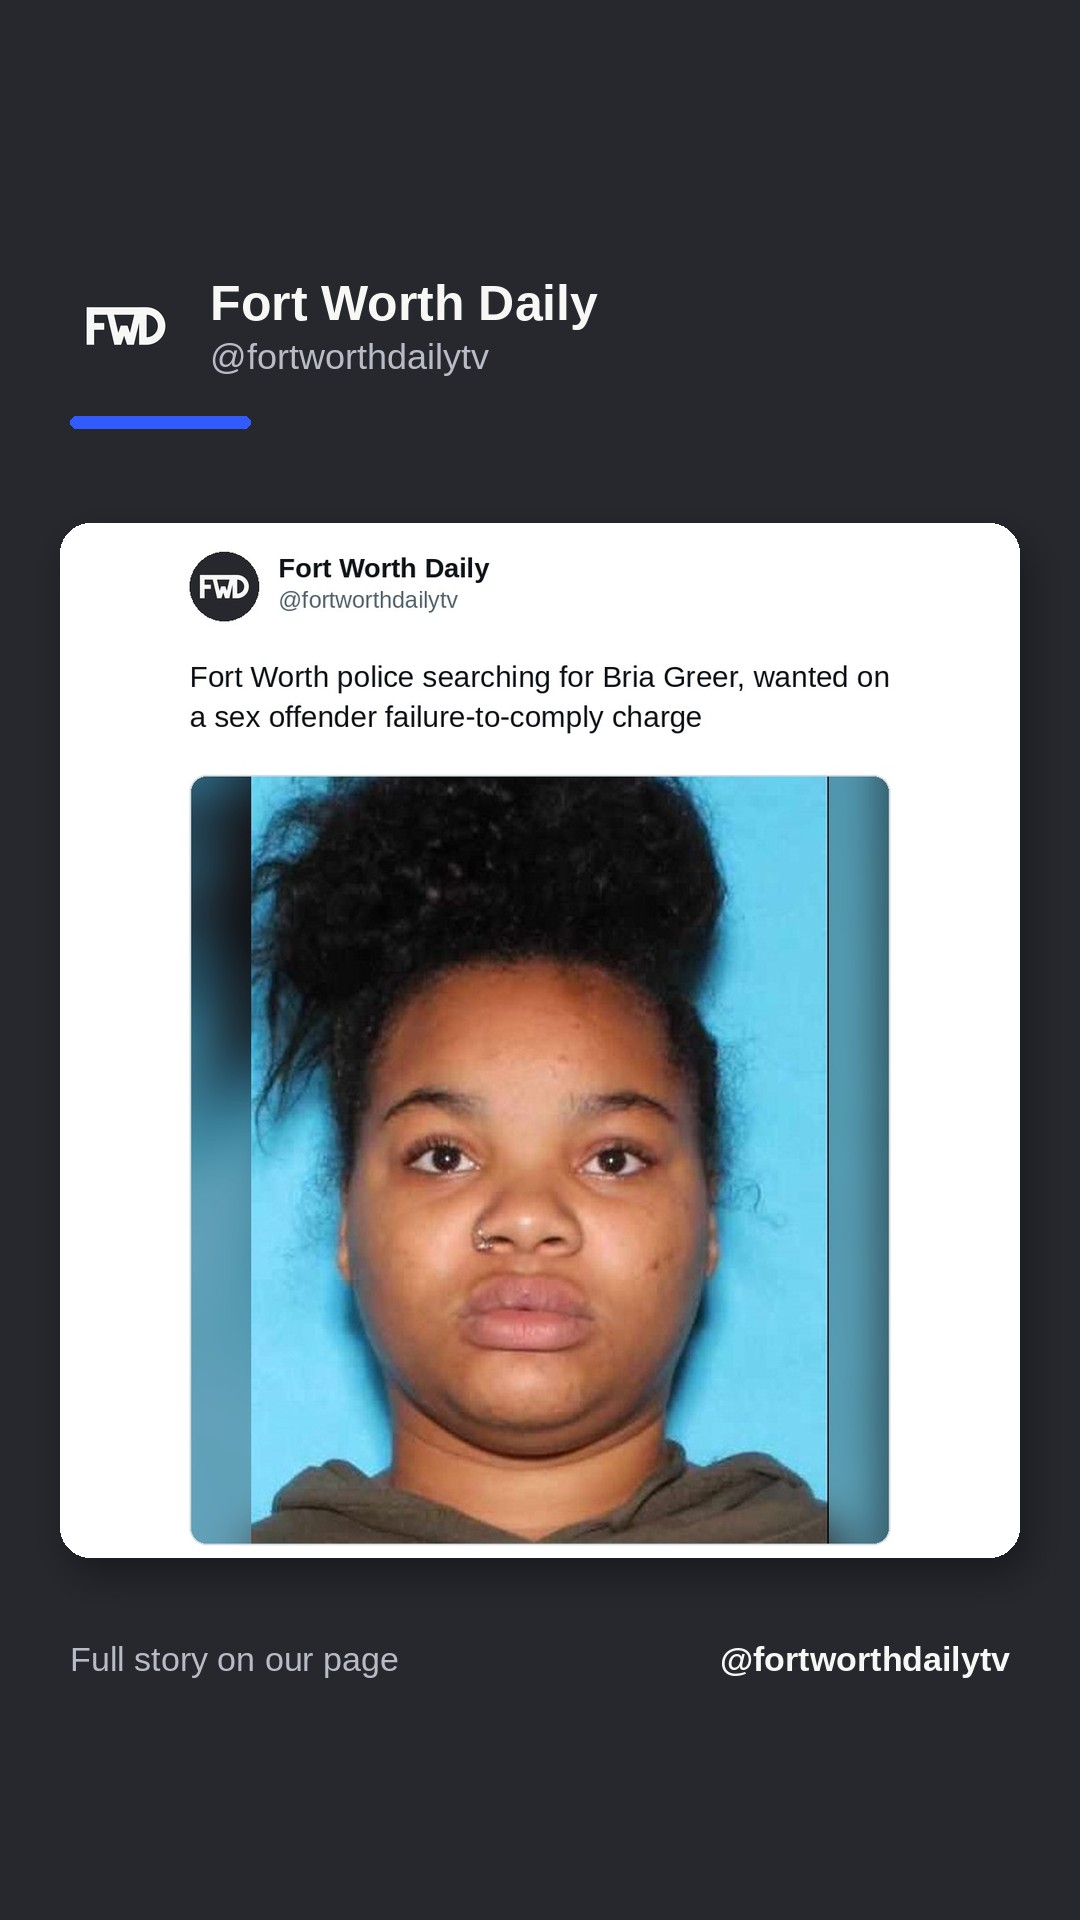 FWD
Fort Worth Daily
@fortworthdailytv
FWD
Fort Worth Daily
@fortworthdailytv
Fort Worth police searching for Bria Greer, wanted on
a sex offender failure-to-comply charge
Full story on our page
@fortworthdailytv